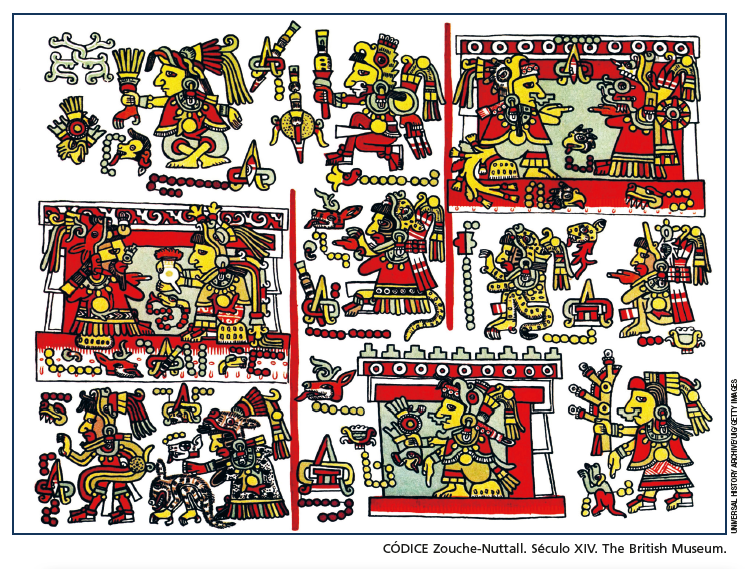 UNIVERSAL HISTORY ARCHIVE/UIG/GETTY IMAGES
CÓDICE Zouche-Nuttall. Século XIV. The British Museum.